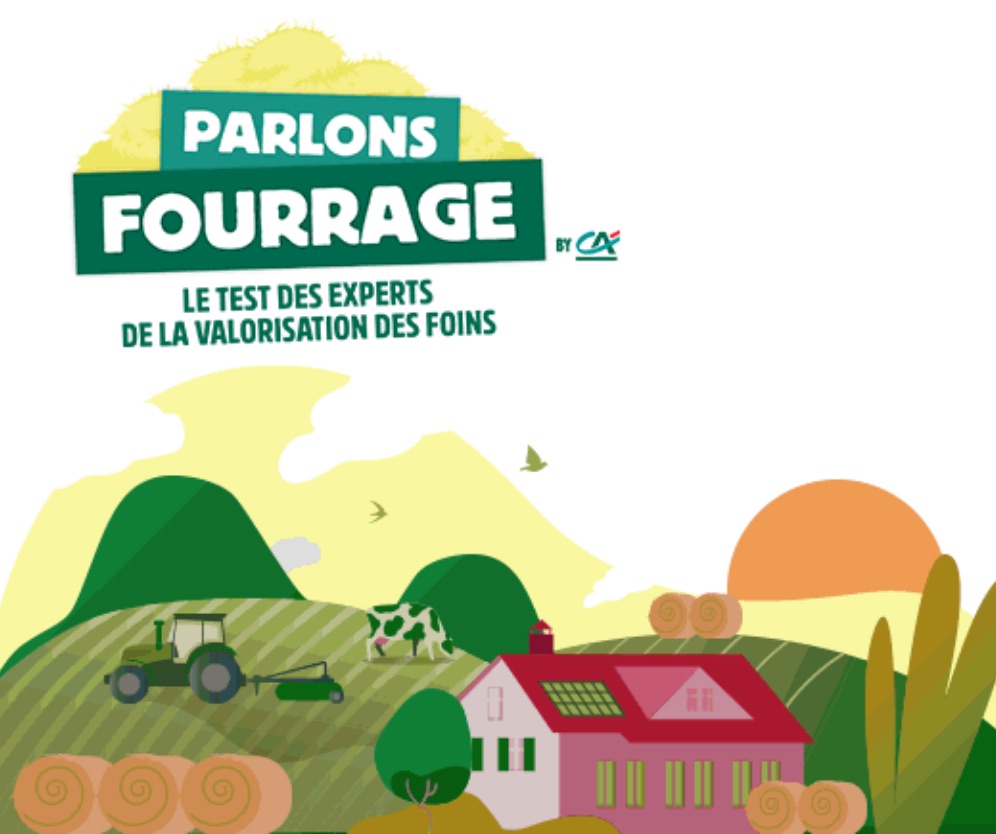 PARLONS
FOURRAGE
BY CA
LE TEST DES EXPERTS
DE LA VALORISATION DES FOINS